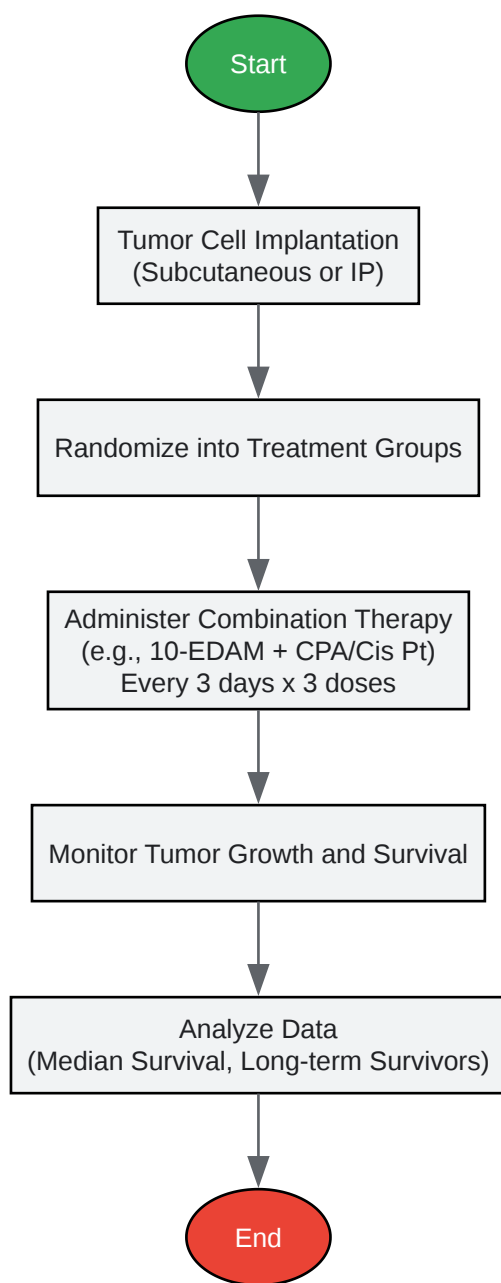 Start
Tumor Cell Implantation
(Subcutaneous or IP)
Randomize into Treatment Groups
Administer Combination Therapy
(e.g., 10-EDAM + CPA/Cis Pt)
Every 3 days x 3 doses
Monitor Tumor Growth and Survival
Analyze Data
(Median Survival, Long-term Survivors)
End